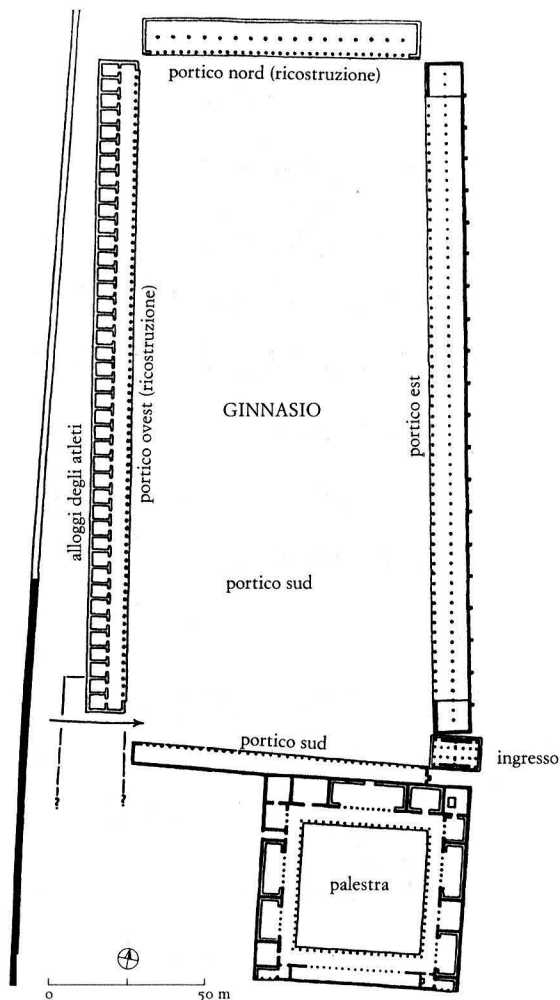 portico nord (ricostruzione)
alloggi degli atleti
portico ovest (ricostruzione)
GINNASIO
portico est
portico sud
portico sud
ingresso
palestra
?
?
0
50 m